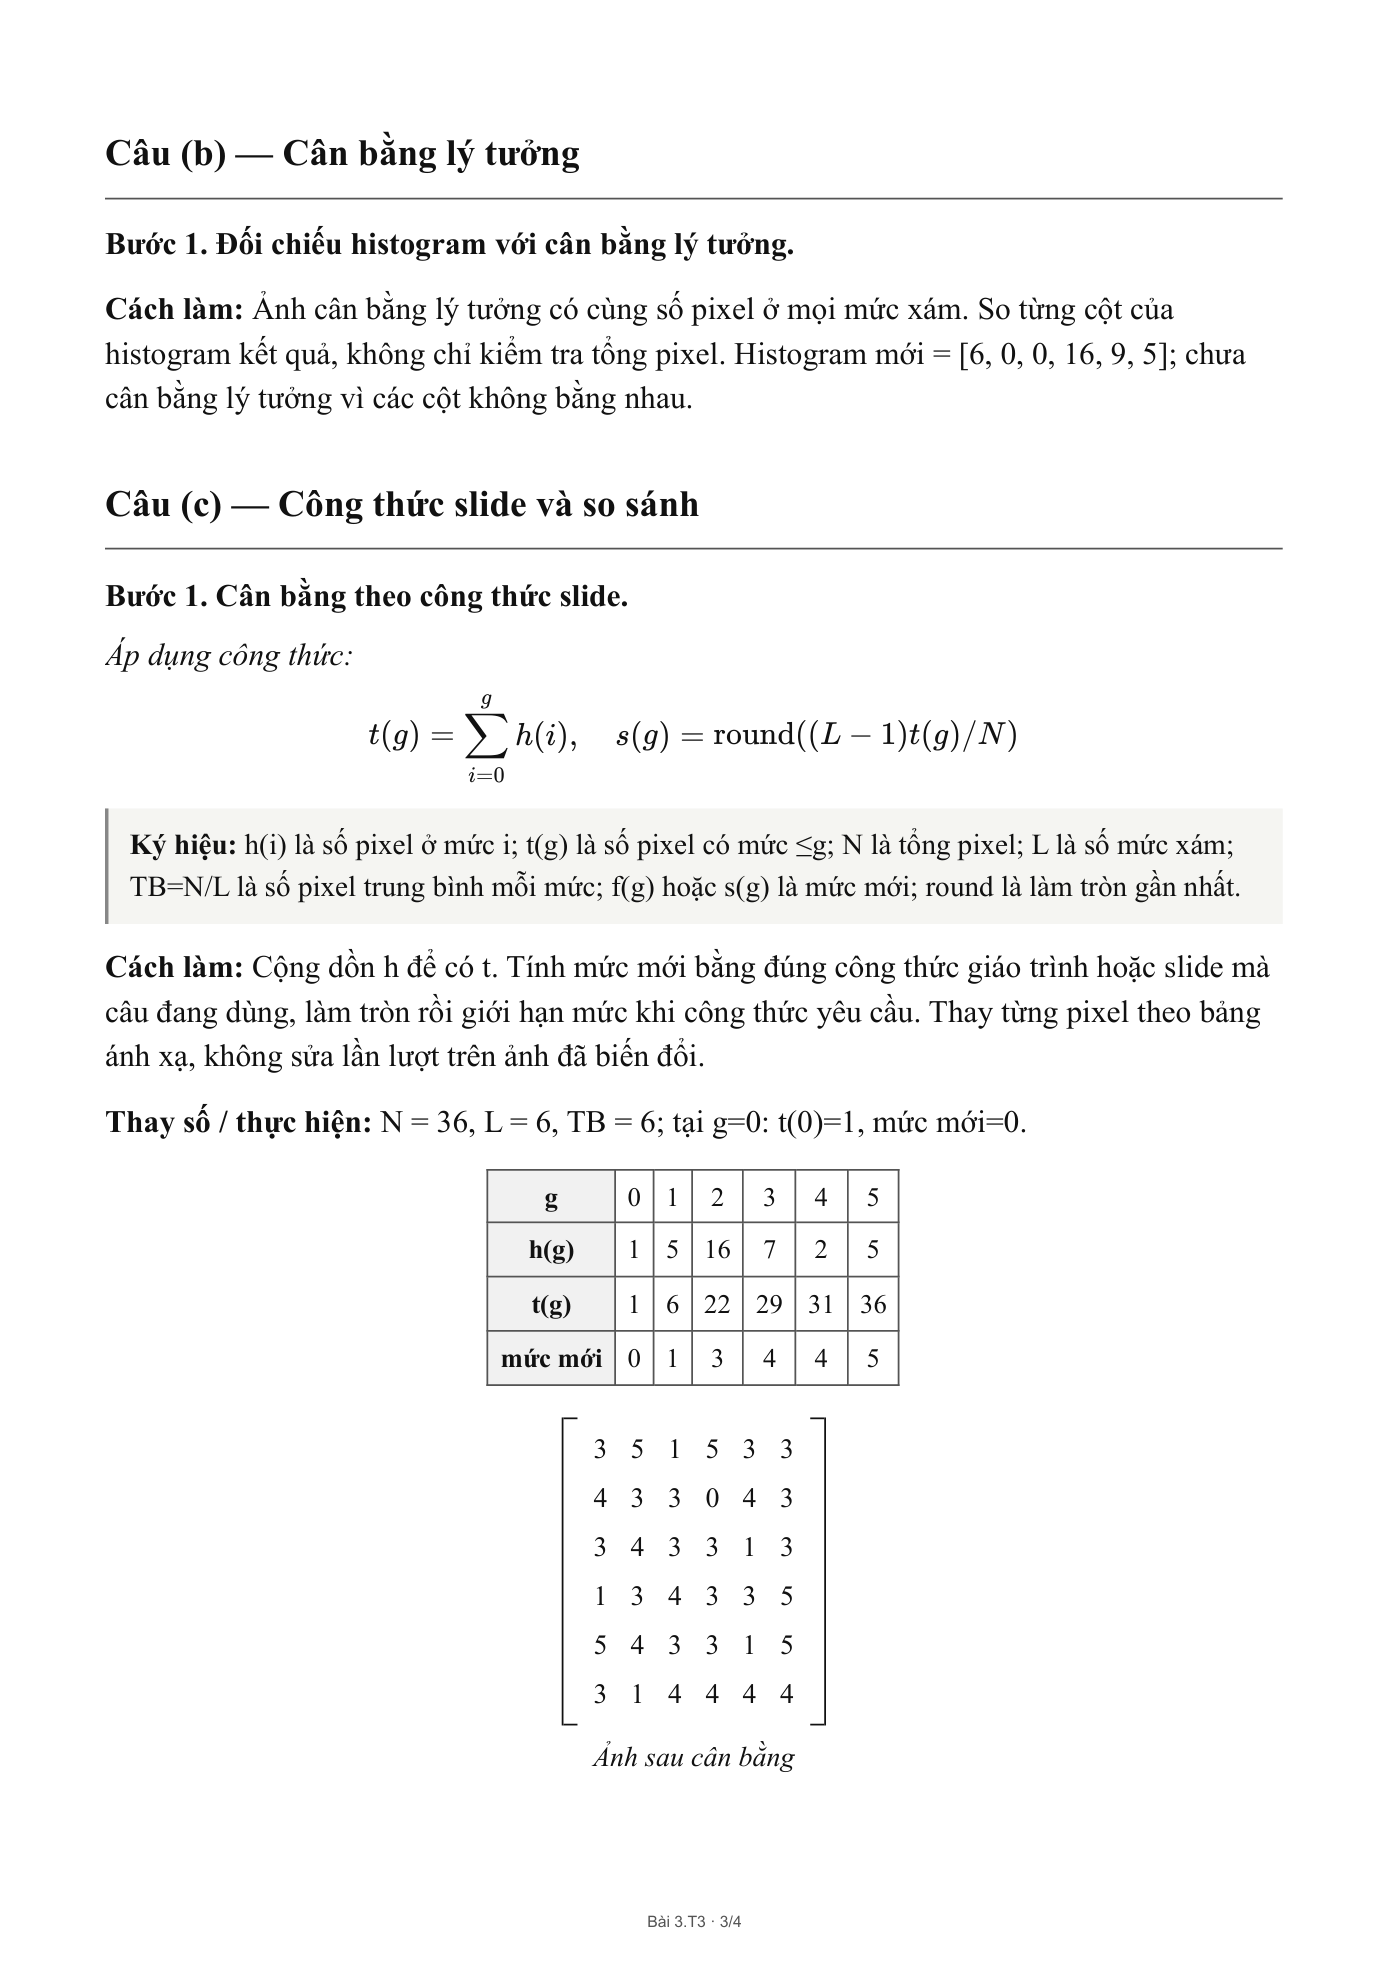 Câu (b) — Cân bằng lý tưởng
Bước 1. Đối chiếu histogram với cân bằng lý tưởng.
Cách làm: Ảnh cân bằng lý tưởng có cùng số pixel ở mọi mức xám. So từng cột của
histogram kết quả, không chỉ kiểm tra tổng pixel. Histogram mới = [6, 0, 0, 16, 9, 5]; chưa
cân bằng lý tưởng vì các cột không bằng nhau.
Câu (c) — Công thức slide và so sánh
Bước 1. Cân bằng theo công thức slide.
Áp dụng công thức:
t(g) = \sum_{i=0}^{g} h(i), s(g) = round((L − 1)t(g)/N)
Ký hiệu: h(i) là số pixel ở mức i; t(g) là số pixel có mức ≤g; N là tổng pixel; L là số mức xám;
TB=N/L là số pixel trung bình mỗi mức; f(g) hoặc s(g) là mức mới; round là làm tròn gần nhất.
Cách làm: Cộng dồn h để có t. Tính mức mới bằng đúng công thức giáo trình hoặc slide mà
câu đang dùng, làm tròn rồi giới hạn mức khi công thức yêu cầu. Thay từng pixel theo bảng
ánh xạ, không sửa lần lượt trên ảnh đã biến đổi.
Thay số / thực hiện: N = 36, L = 6, TB = 6; tại g=0: t(0)=1, mức mới=0.
g 0 1 2 3 4 5
h(g) 1 5 16 7 2 5
t(g) 1 6 22 29 31 36
mức mới 0 1 3 4 4 5
3 5 1 5 3 3
4 3 3 0 4 3
3 4 3 3 1 3
1 3 4 3 3 5
5 4 3 3 1 5
3 1 4 4 4 4
Ảnh sau cân bằng
Bài 3.T3 · 3/4